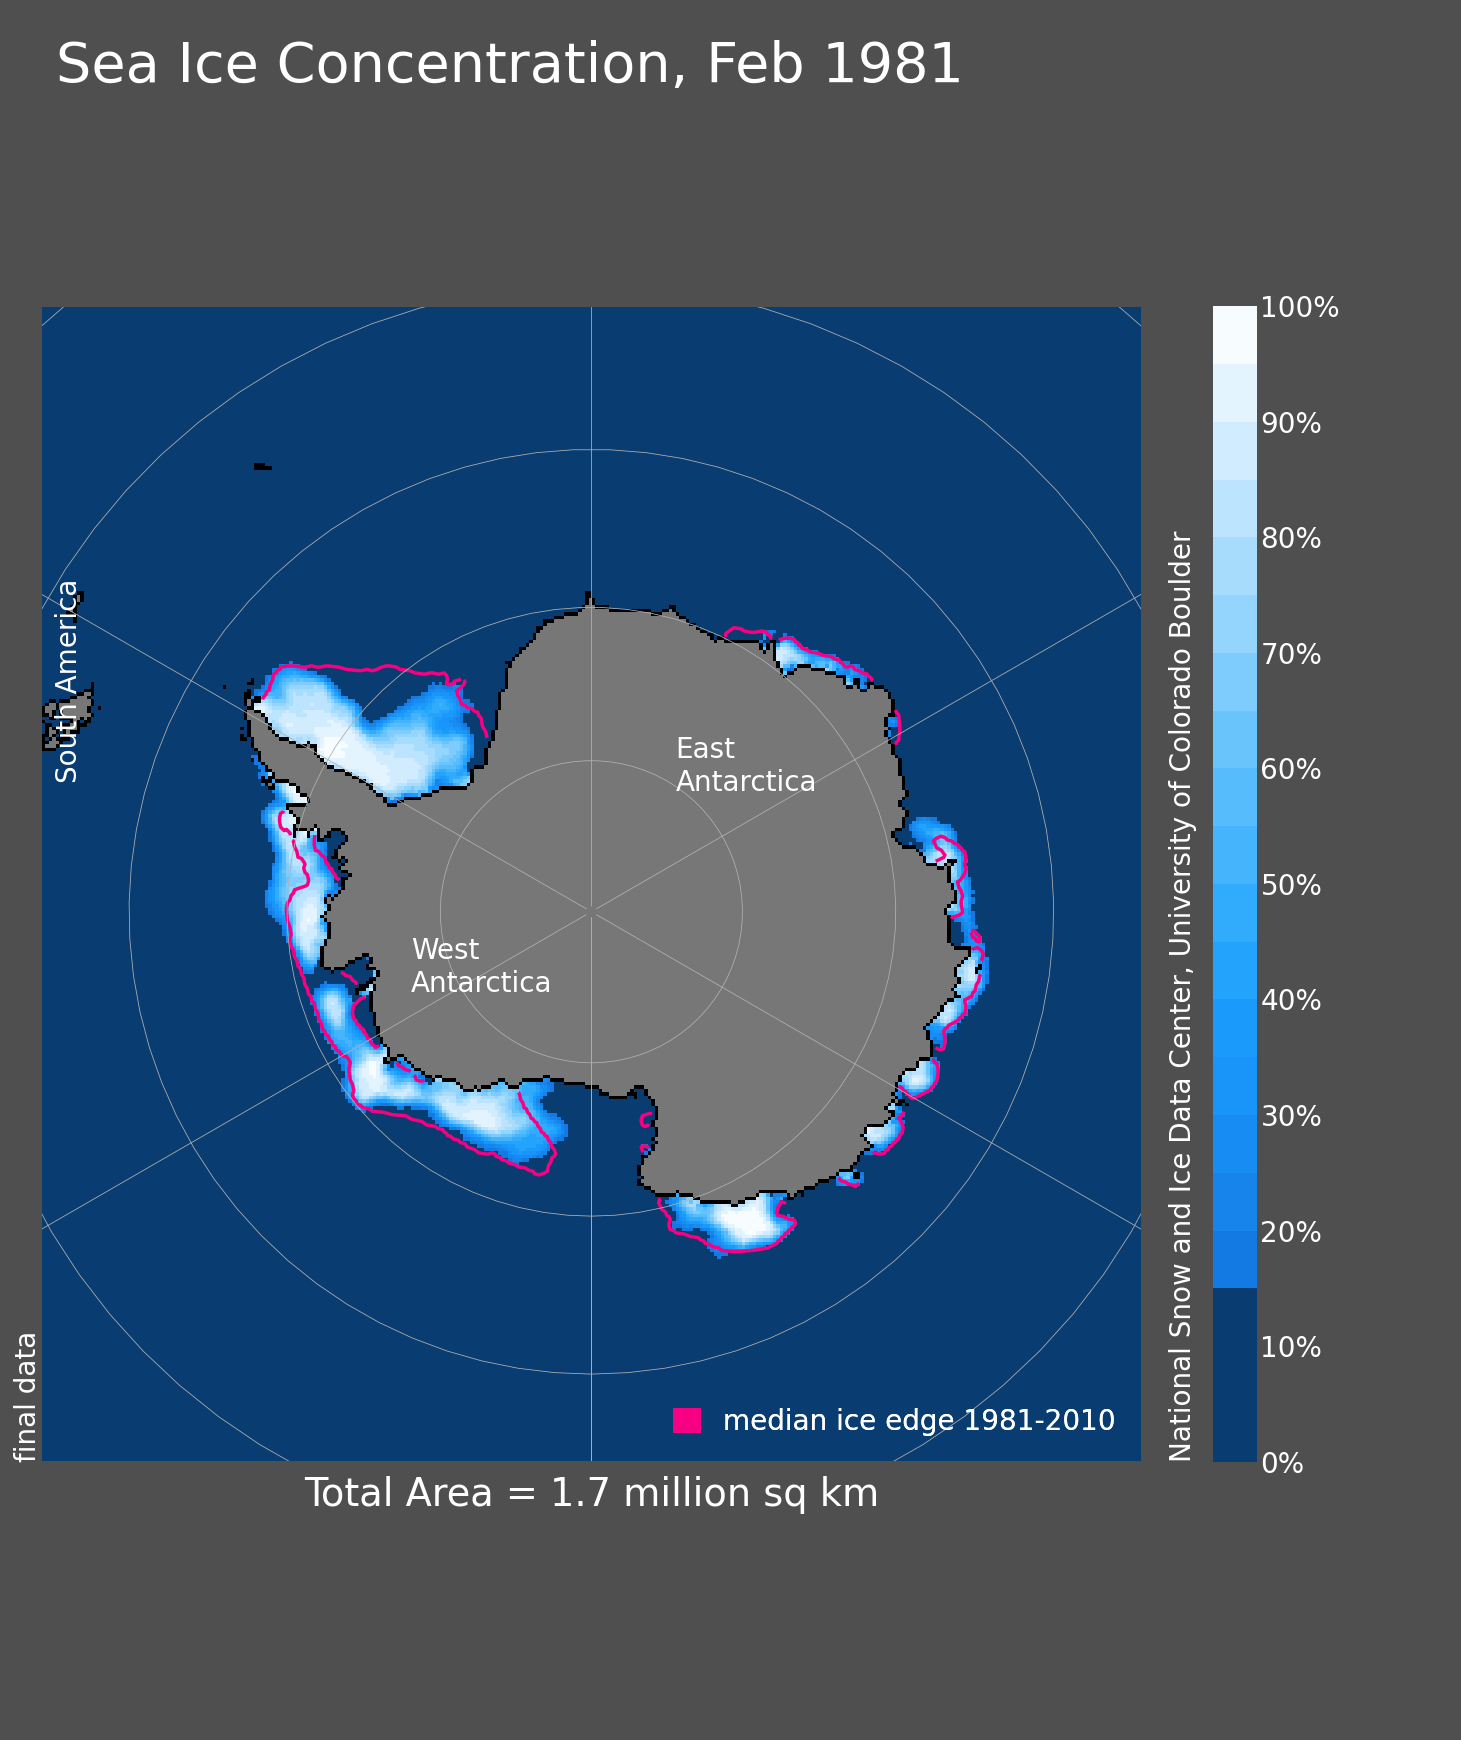 Sea Ice Concentration, Feb 1981
100%
90%
80%
70%
60%
50%
40%
30%
20%
10%
0%
National Snow and Ice Data Center, University of Colorado Boulder
South America
East
Antarctica
West
Antarctica
final data
median ice edge 1981-2010
Total Area = 1.7 million sq km